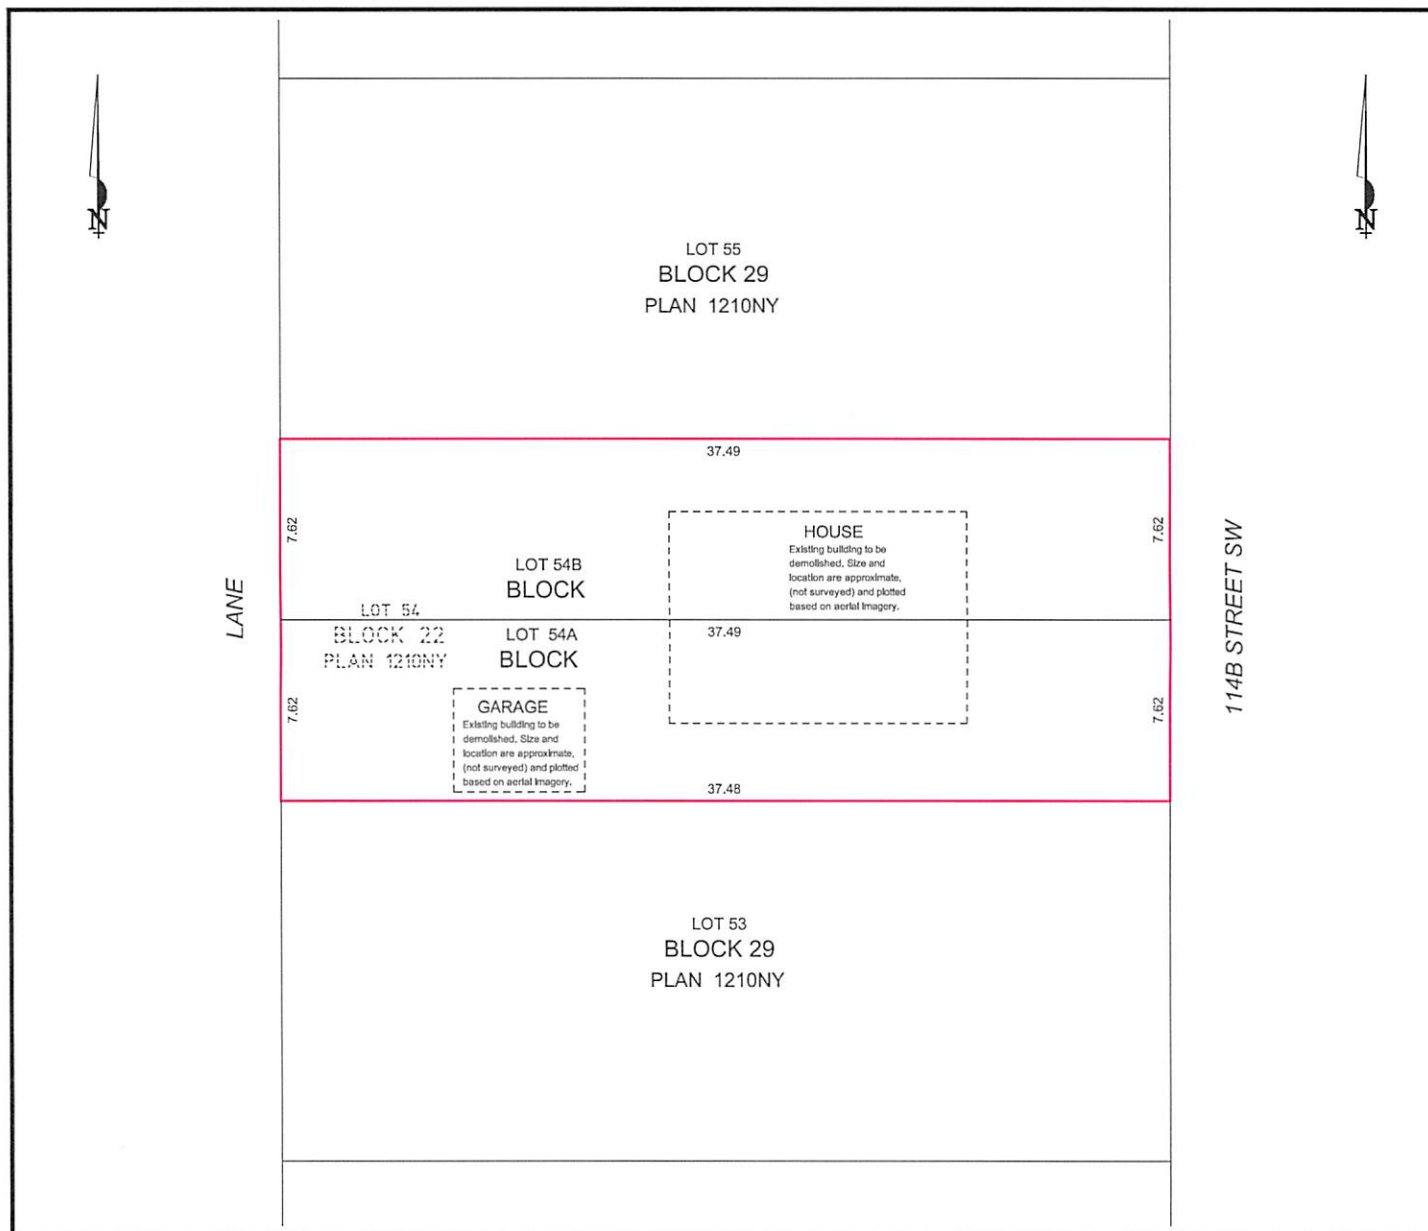 N
N
LOT 55
BLOCK 29
PLAN 1210NY
37.49
7.62
7.62
HOUSE
Existing building to be
demolished, Size and
location are approximate,
(not surveyed) and plotted
based on aerial imagery.
LOT 54B
BLOCK
LANE
114B STREET SW
LOT 54
BLOCK 22
PLAN 1210NY
LOT 54A
BLOCK
37.49
7.62
7.62
GARAGE
Existing building to be
demolished, Size and
location are approximate,
(not surveyed) and plotted
based on aerial imagery.
37.48
LOT 53
BLOCK 29
PLAN 1210NY